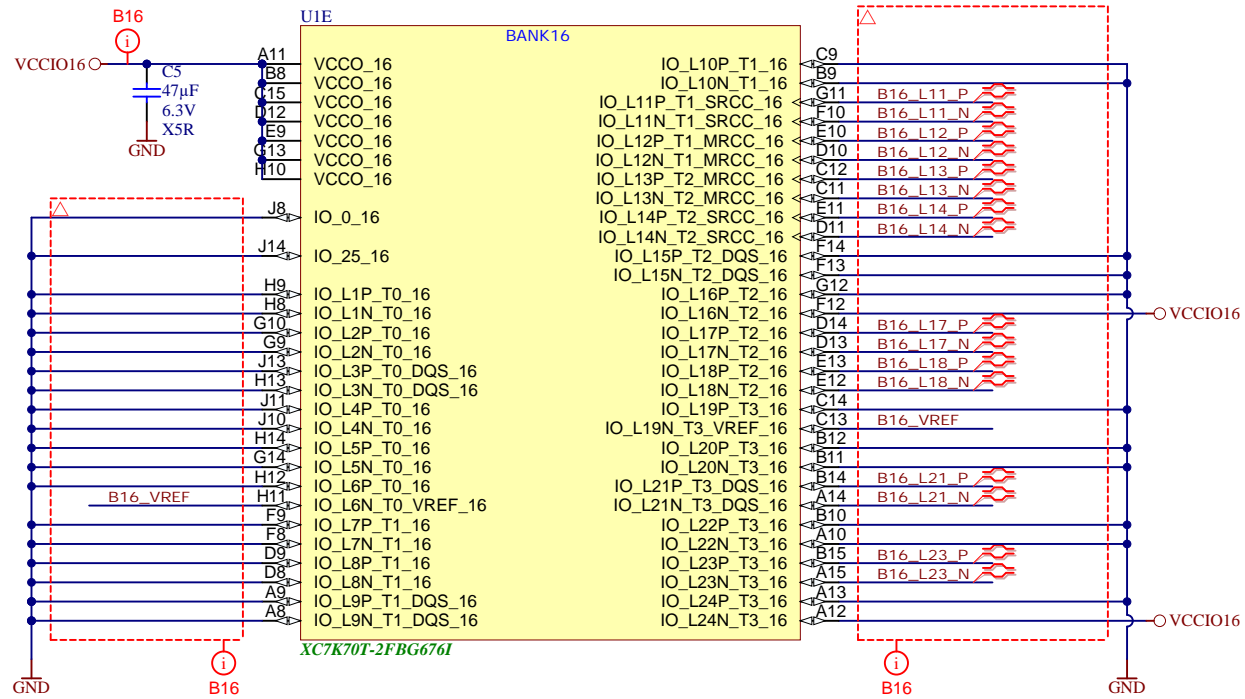 B16
U1E
BANK16
VCCIO16
C5
47µF
6.3V
X5R
GND
A11 VCCO_16
B8 VCCO_16
C15 VCCO_16
D12 VCCO_16
E9 VCCO_16
G13 VCCO_16
H10 VCCO_16
J8 IO_0_16
J14 IO_25_16
H9 IO_L1P_T0_16
H8 IO_L1N_T0_16
G10 IO_L2P_T0_16
G9 IO_L2N_T0_16
J13 IO_L3P_T0_DQS_16
H13 IO_L3N_T0_DQS_16
J11 IO_L4P_T0_16
J10 IO_L4N_T0_16
H14 IO_L5P_T0_16
G14 IO_L5N_T0_16
H12 IO_L6P_T0_16
B16_VREF H11 IO_L6N_T0_VREF_16
F9 IO_L7P_T1_16
F8 IO_L7N_T1_16
D9 IO_L8P_T1_16
D8 IO_L8N_T1_16
A9 IO_L9P_T1_DQS_16
A8 IO_L9N_T1_DQS_16
IO_L10P_T1_16 C9
IO_L10N_T1_16 B9
IO_L11P_T1_SRCC_16 G11 B16_L11_P
IO_L11N_T1_SRCC_16 F10 B16_L11_N
IO_L12P_T1_MRCC_16 E10 B16_L12_P
IO_L12N_T1_MRCC_16 D10 B16_L12_N
IO_L13P_T2_MRCC_16 C12 B16_L13_P
IO_L13N_T2_MRCC_16 C11 B16_L13_N
IO_L14P_T2_SRCC_16 E11 B16_L14_P
IO_L14N_T2_SRCC_16 D11 B16_L14_N
IO_L15P_T2_DQS_16 F14
IO_L15N_T2_DQS_16 F13
IO_L16P_T2_16 G12
IO_L16N_T2_16 F12 VCCIO16
IO_L17P_T2_16 D14 B16_L17_P
IO_L17N_T2_16 D13 B16_L17_N
IO_L18P_T2_16 E13 B16_L18_P
IO_L18N_T2_16 E12 B16_L18_N
IO_L19P_T3_16 C14
IO_L19N_T3_VREF_16 C13 B16_VREF
IO_L20P_T3_16 B12
IO_L20N_T3_16 B11
IO_L21P_T3_DQS_16 B14 B16_L21_P
IO_L21N_T3_DQS_16 A14 B16_L21_N
IO_L22P_T3_16 B10
IO_L22N_T3_16 A10
IO_L23P_T3_16 B15 B16_L23_P
IO_L23N_T3_16 A15 B16_L23_N
IO_L24P_T3_16 A13
IO_L24N_T3_16 A12 VCCIO16
XC7K70T-2FBG676I
i
i
i
GND
B16
B16
GND